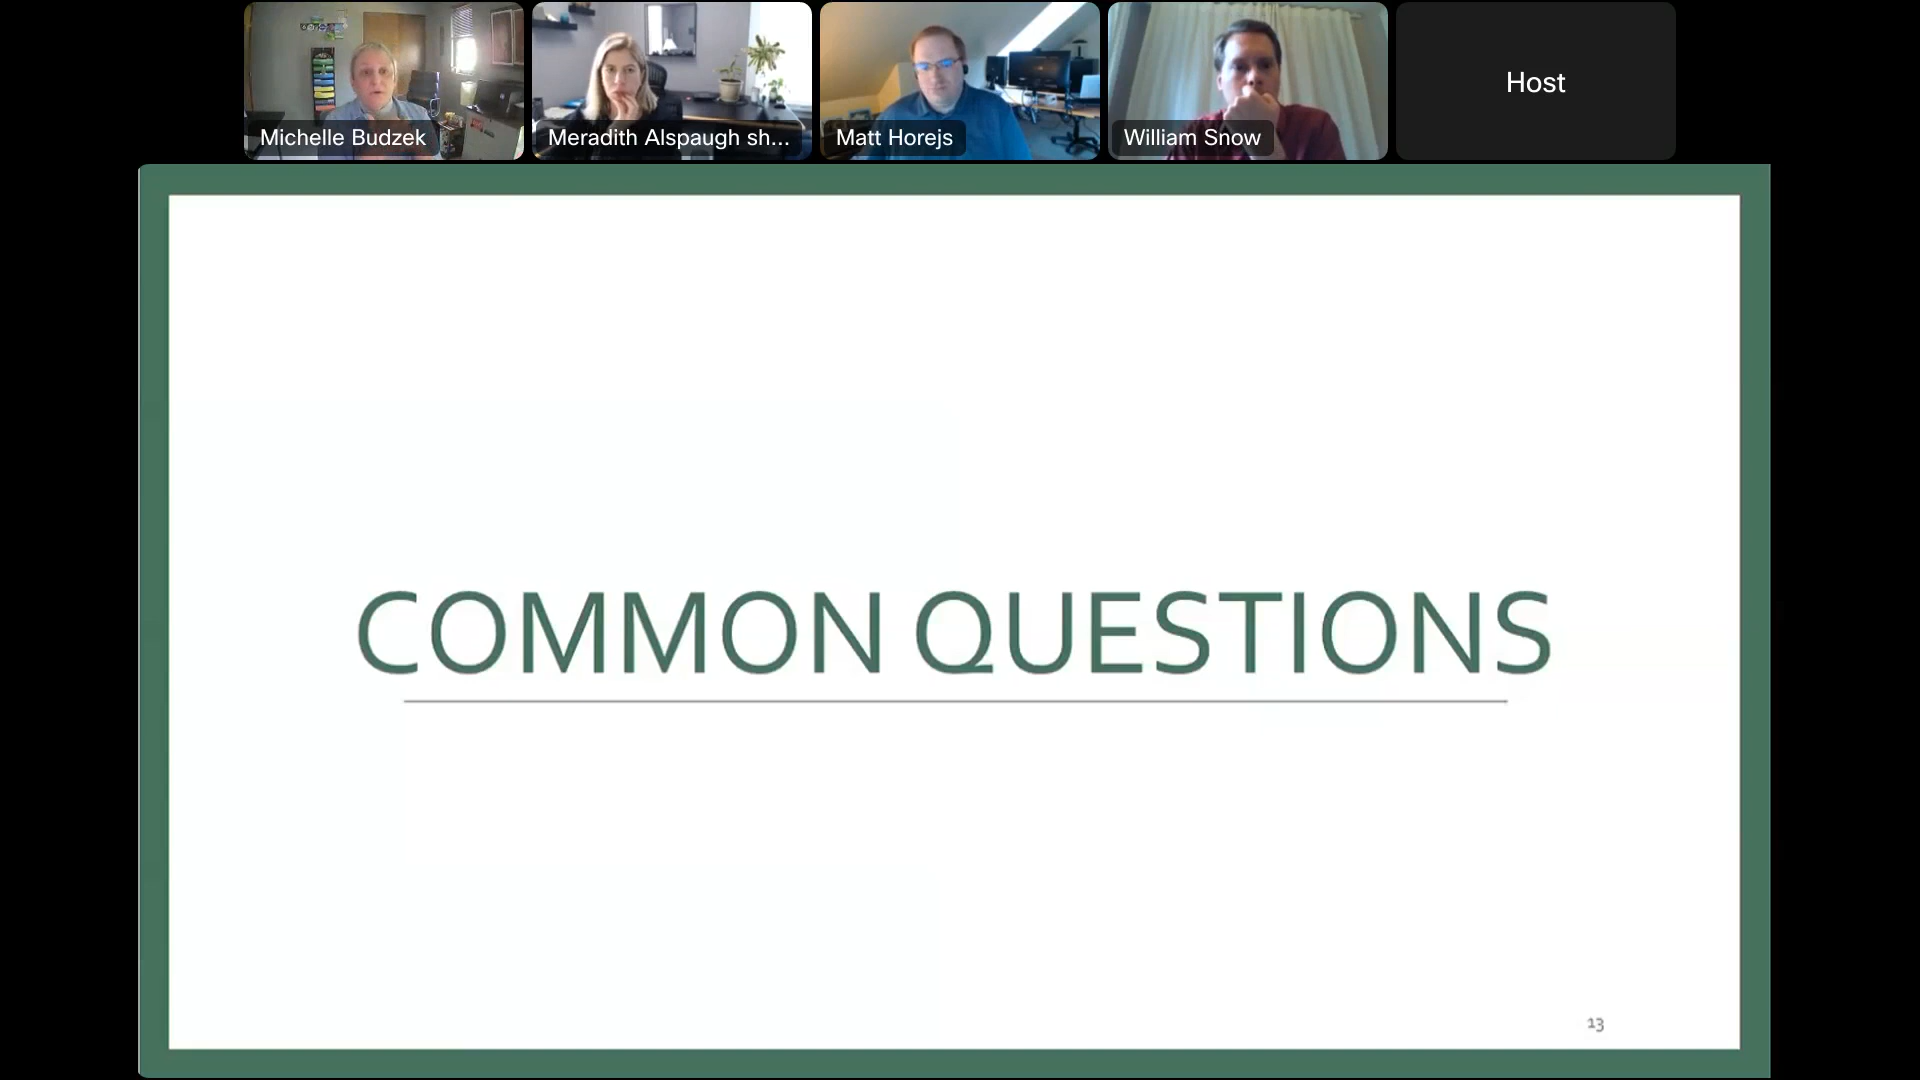 Michelle Budzek
Meradith Alspaugh sh...
Matt Horejs
William Snow
Host
COMMON QUESTIONS
13